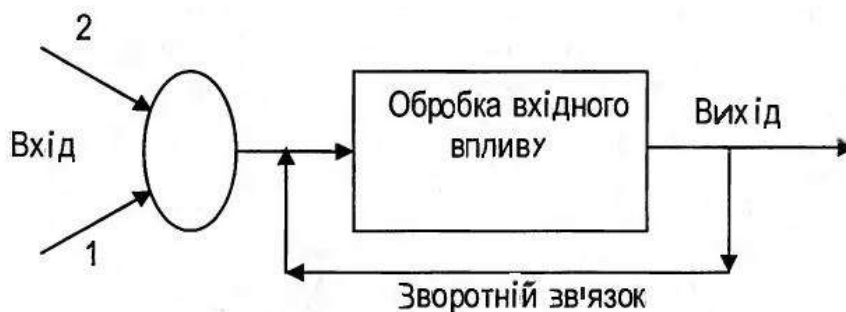 2
Вхід
1
Обробка вхідного
впливу
Вихід
Зворотній зв'язок